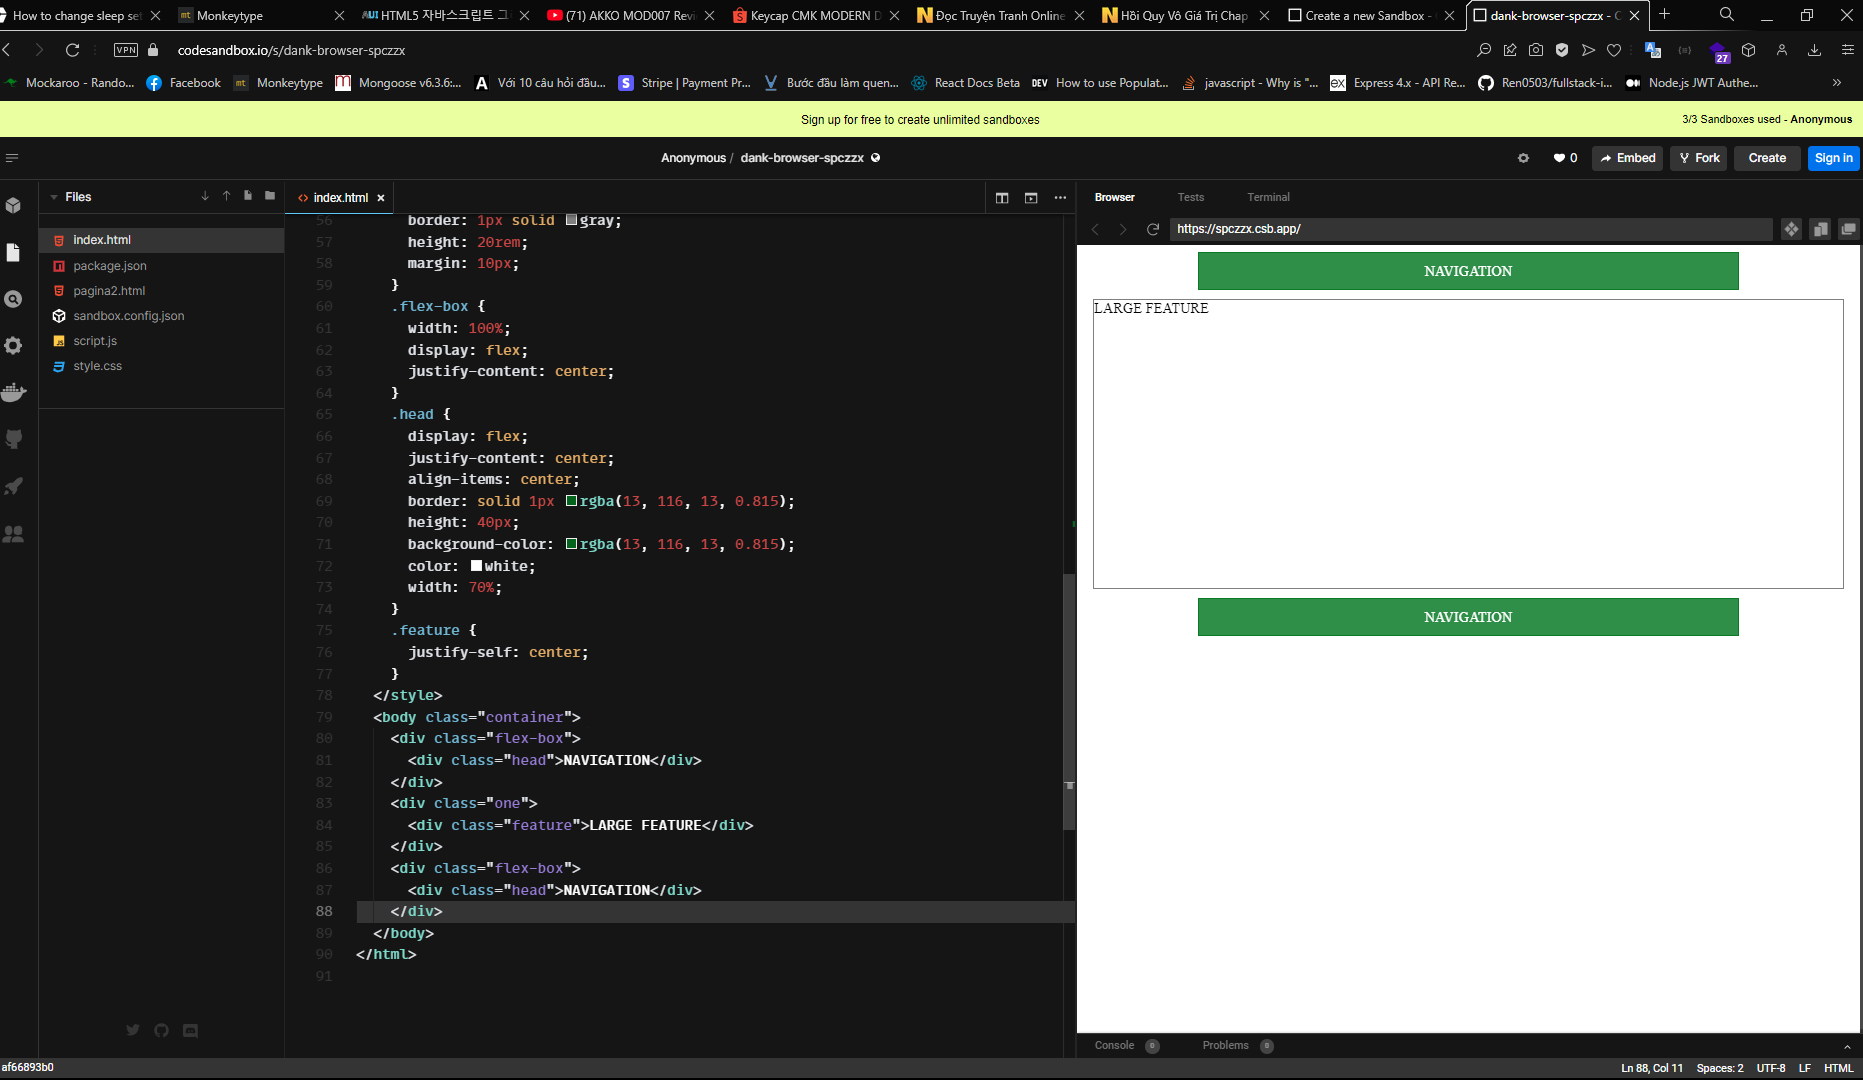 How to change sleep set
mt Monkeytype
AUI HTML5 자바스크립트 그
(71) AKKO MOD007 Revi
Keycap CMK MODERN D
Đọc Truyện Tranh Online
Hồi Quy Vô Giá Trị Chap
Create a new Sandbox -
dank-browser-spczzx - C
VPN
codesandbox.io/s/dank-browser-spczzx
27
Mockaroo - Rando...
Facebook
mt Monkeytype
Mongoose v6.3.6:...
Với 10 câu hỏi đầu...
Stripe | Payment Pr...
Bước đầu làm quen...
React Docs Beta
DEV How to use Populat...
javascript - Why is "...
ex Express 4.x - API Re...
Ren0503/fullstack-i...
Node.js JWT Authe...
Sign up for free to create unlimited sandboxes
3/3 Sandboxes used - Anonymous
Anonymous / dank-browser-spczzx
0
Embed
Fork
Create
Sign in
Files
index.html
package.json
pagina2.html
sandbox.config.json
script.js
style.css
index.html
56 border: 1px solid gray;
57 height: 20rem;
58 margin: 10px;
59 }
60 .flex-box {
61 width: 100%;
62 display: flex;
63 justify-content: center;
64 }
65 .head {
66 display: flex;
67 justify-content: center;
68 align-items: center;
69 border: solid 1px rgba(13, 116, 13, 0.815);
70 height: 40px;
71 background-color: rgba(13, 116, 13, 0.815);
72 color: white;
73 width: 70%;
74 }
75 .feature {
76 justify-self: center;
77 }
78 </style>
79 <body class="container">
80 <div class="flex-box">
81 <div class="head">NAVIGATION</div>
82 </div>
83 <div class="one">
84 <div class="feature">LARGE FEATURE</div>
85 </div>
86 <div class="flex-box">
87 <div class="head">NAVIGATION</div>
88 </div>
89 </body>
90 </html>
91
Browser
Tests
Terminal
https://spczzx.csb.app/
NAVIGATION
LARGE FEATURE
NAVIGATION
Console 0
Problems 0
af66893b0
Ln 88, Col 11
Spaces: 2
UTF-8
LF
HTML